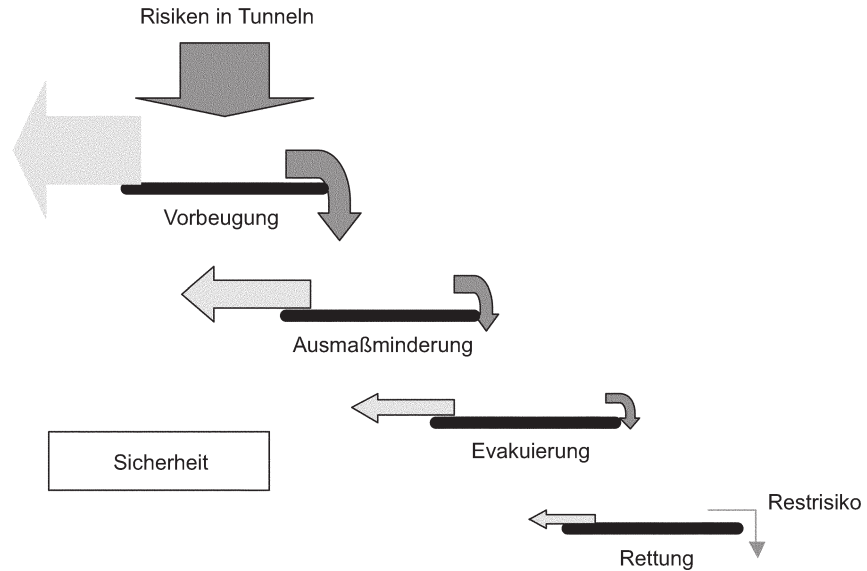 Risiken in Tunneln
Vorbeugung
Ausmaßminderung
Evakuierung
Sicherheit
Restrisiko
Rettung